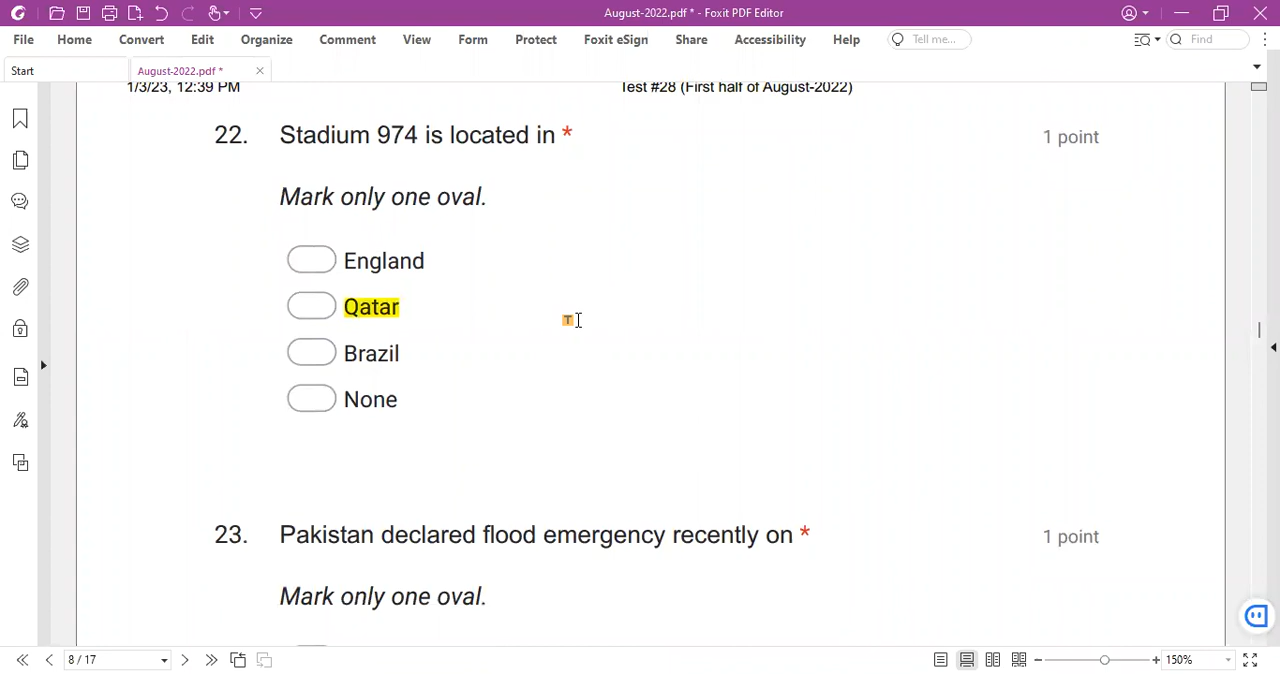 August-2022.pdf * - Foxit PDF Editor
File Home Convert Edit Organize Comment View Form Protect Foxit eSign Share Accessibility Help Tell me... Find
Start August-2022.pdf *
1/3/23, 12:39 PM Test #28 (First half of August-2022)
22. Stadium 974 is located in * 1 point
Mark only one oval.
England
Qatar
T
Brazil
None
23. Pakistan declared flood emergency recently on * 1 point
Mark only one oval.
8 / 17 150%